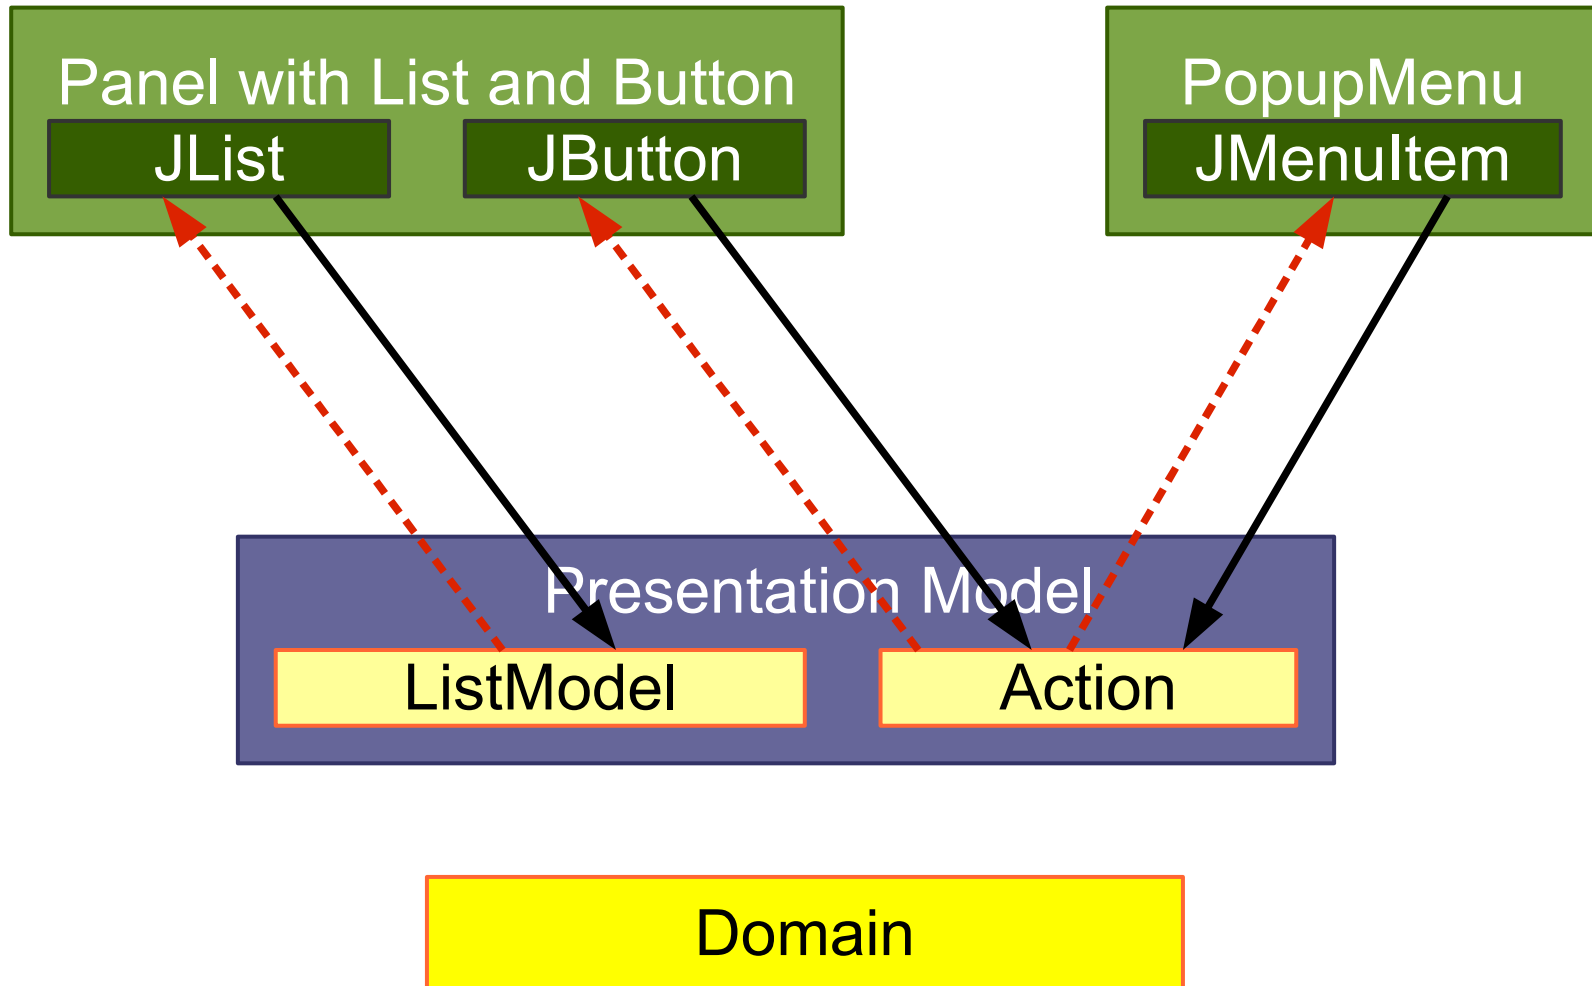 Panel with List and Button
JList
JButton
PopupMenu
JMenuItem
Presentation Model
ListModel
Action
Domain